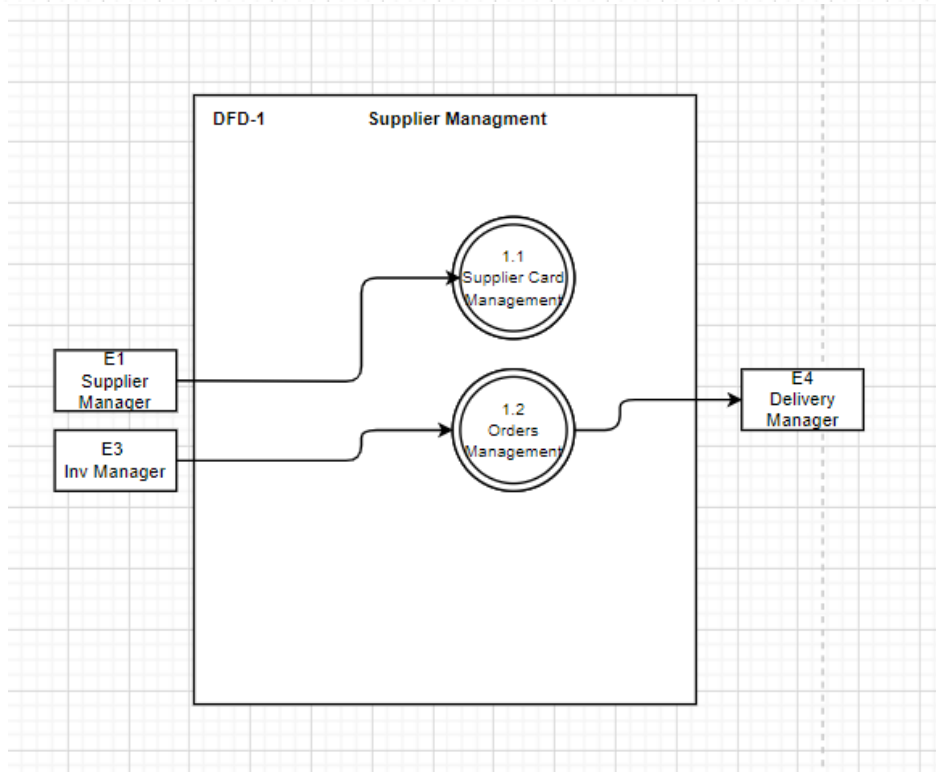 DFD-1 Supplier Managment
1.1
Supplier Card
Management
E1
Supplier
Manager
E3
Inv Manager
1.2
Orders
Management
E4
Delivery
Manager